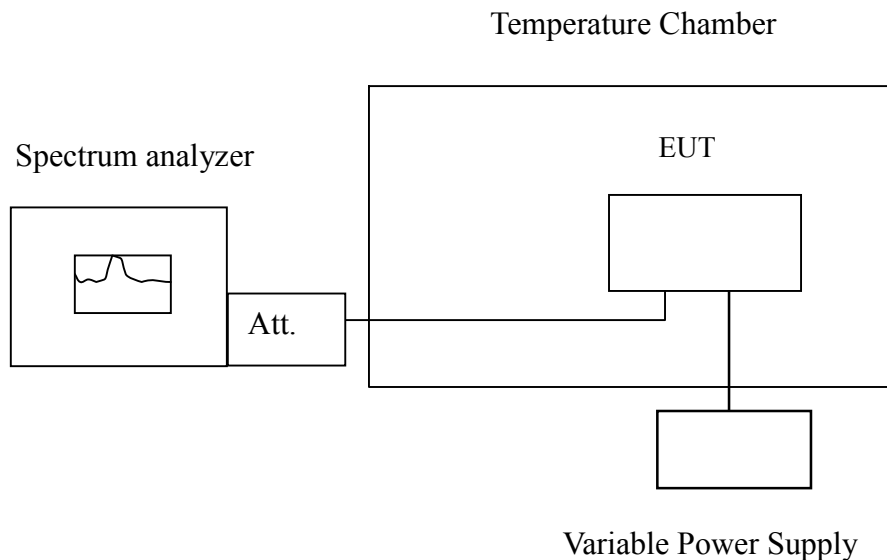 Temperature Chamber
Spectrum analyzer
EUT
Att.
Variable Power Supply